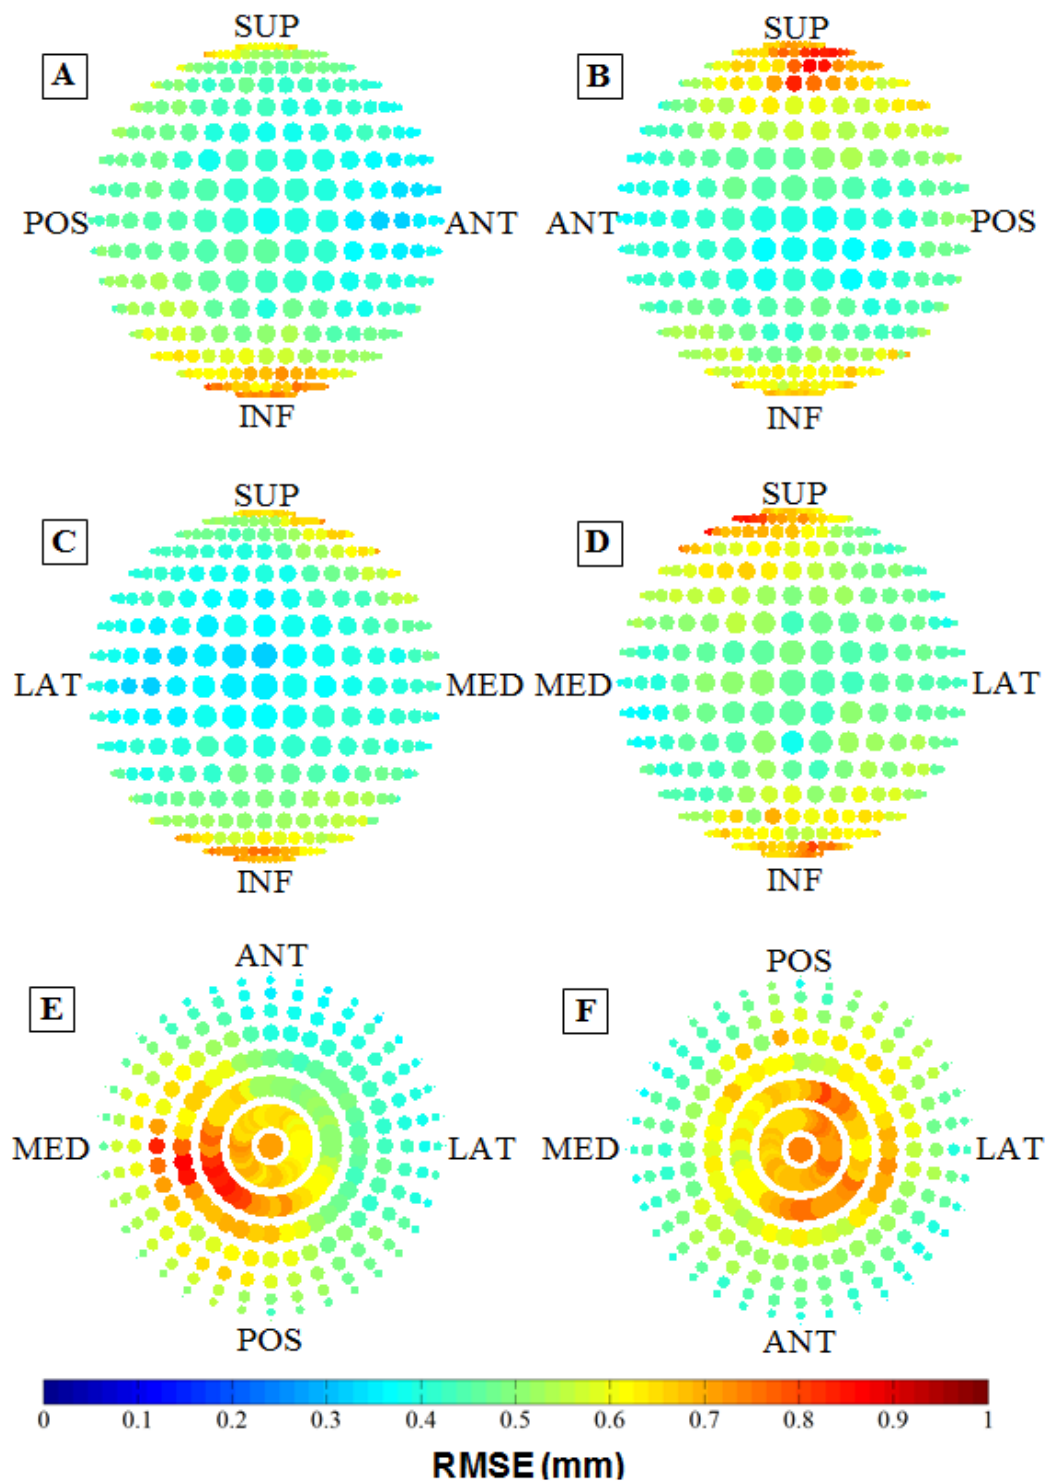 SUP SUP
A B
POS ANT ANT POS
INF INF
SUP SUP
C D
LAT MED MED LAT
INF INF
ANT POS
E F
MED LAT MED LAT
POS ANT
0 0.1 0.2 0.3 0.4 0.5 0.6 0.7 0.8 0.9 1
RMSE (mm)